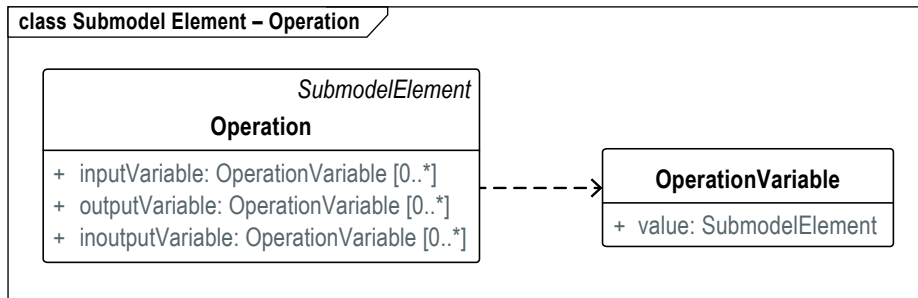 class Submodel Element – Operation
SubmodelElement
Operation
+ inputVariable: OperationVariable [0..*]
+ outputVariable: OperationVariable [0..*]
+ inoutputVariable: OperationVariable [0..*]
OperationVariable
+ value: SubmodelElement